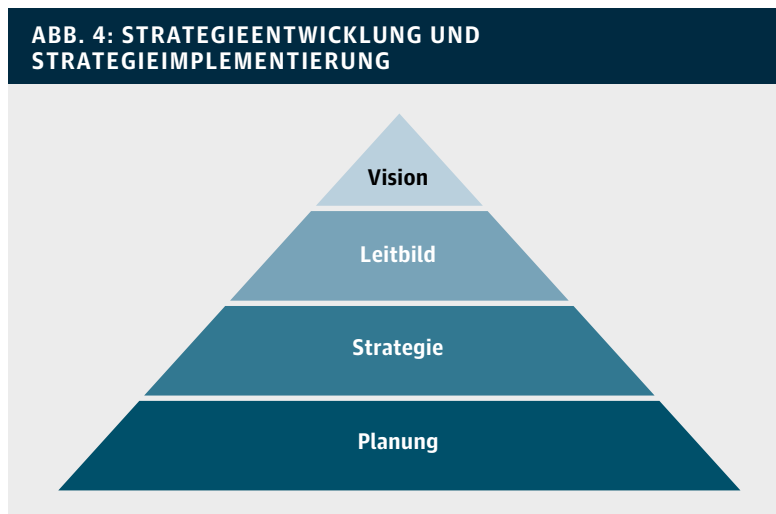 ABB. 4: STRATEGIEENTWICKLUNG UND
STRATEGIEIMPLEMENTIERUNG
Vision
Leitbild
Strategie
Planung